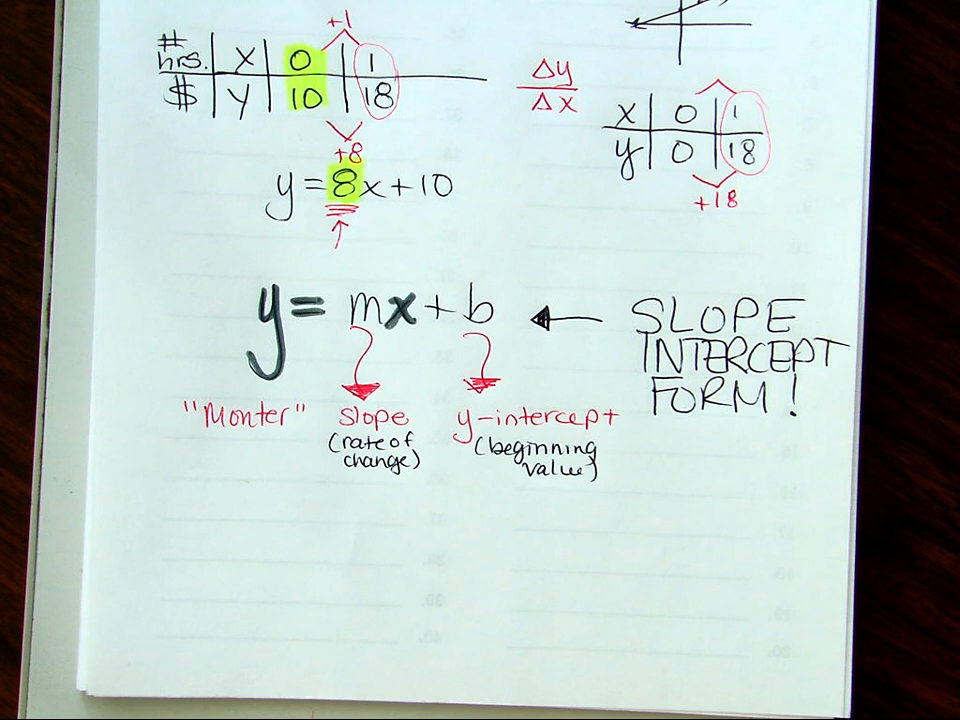 +1
# hrs. x 0 1
$ y 10 18
+8
y = 8x + 10
Δy
Δx
x 0 1
y 0 18
+18
y = mx + b
SLOPE
INTERCEPT
FORM!
"Monter" slope y-intercept
(rate of
change)
(beginning
value)